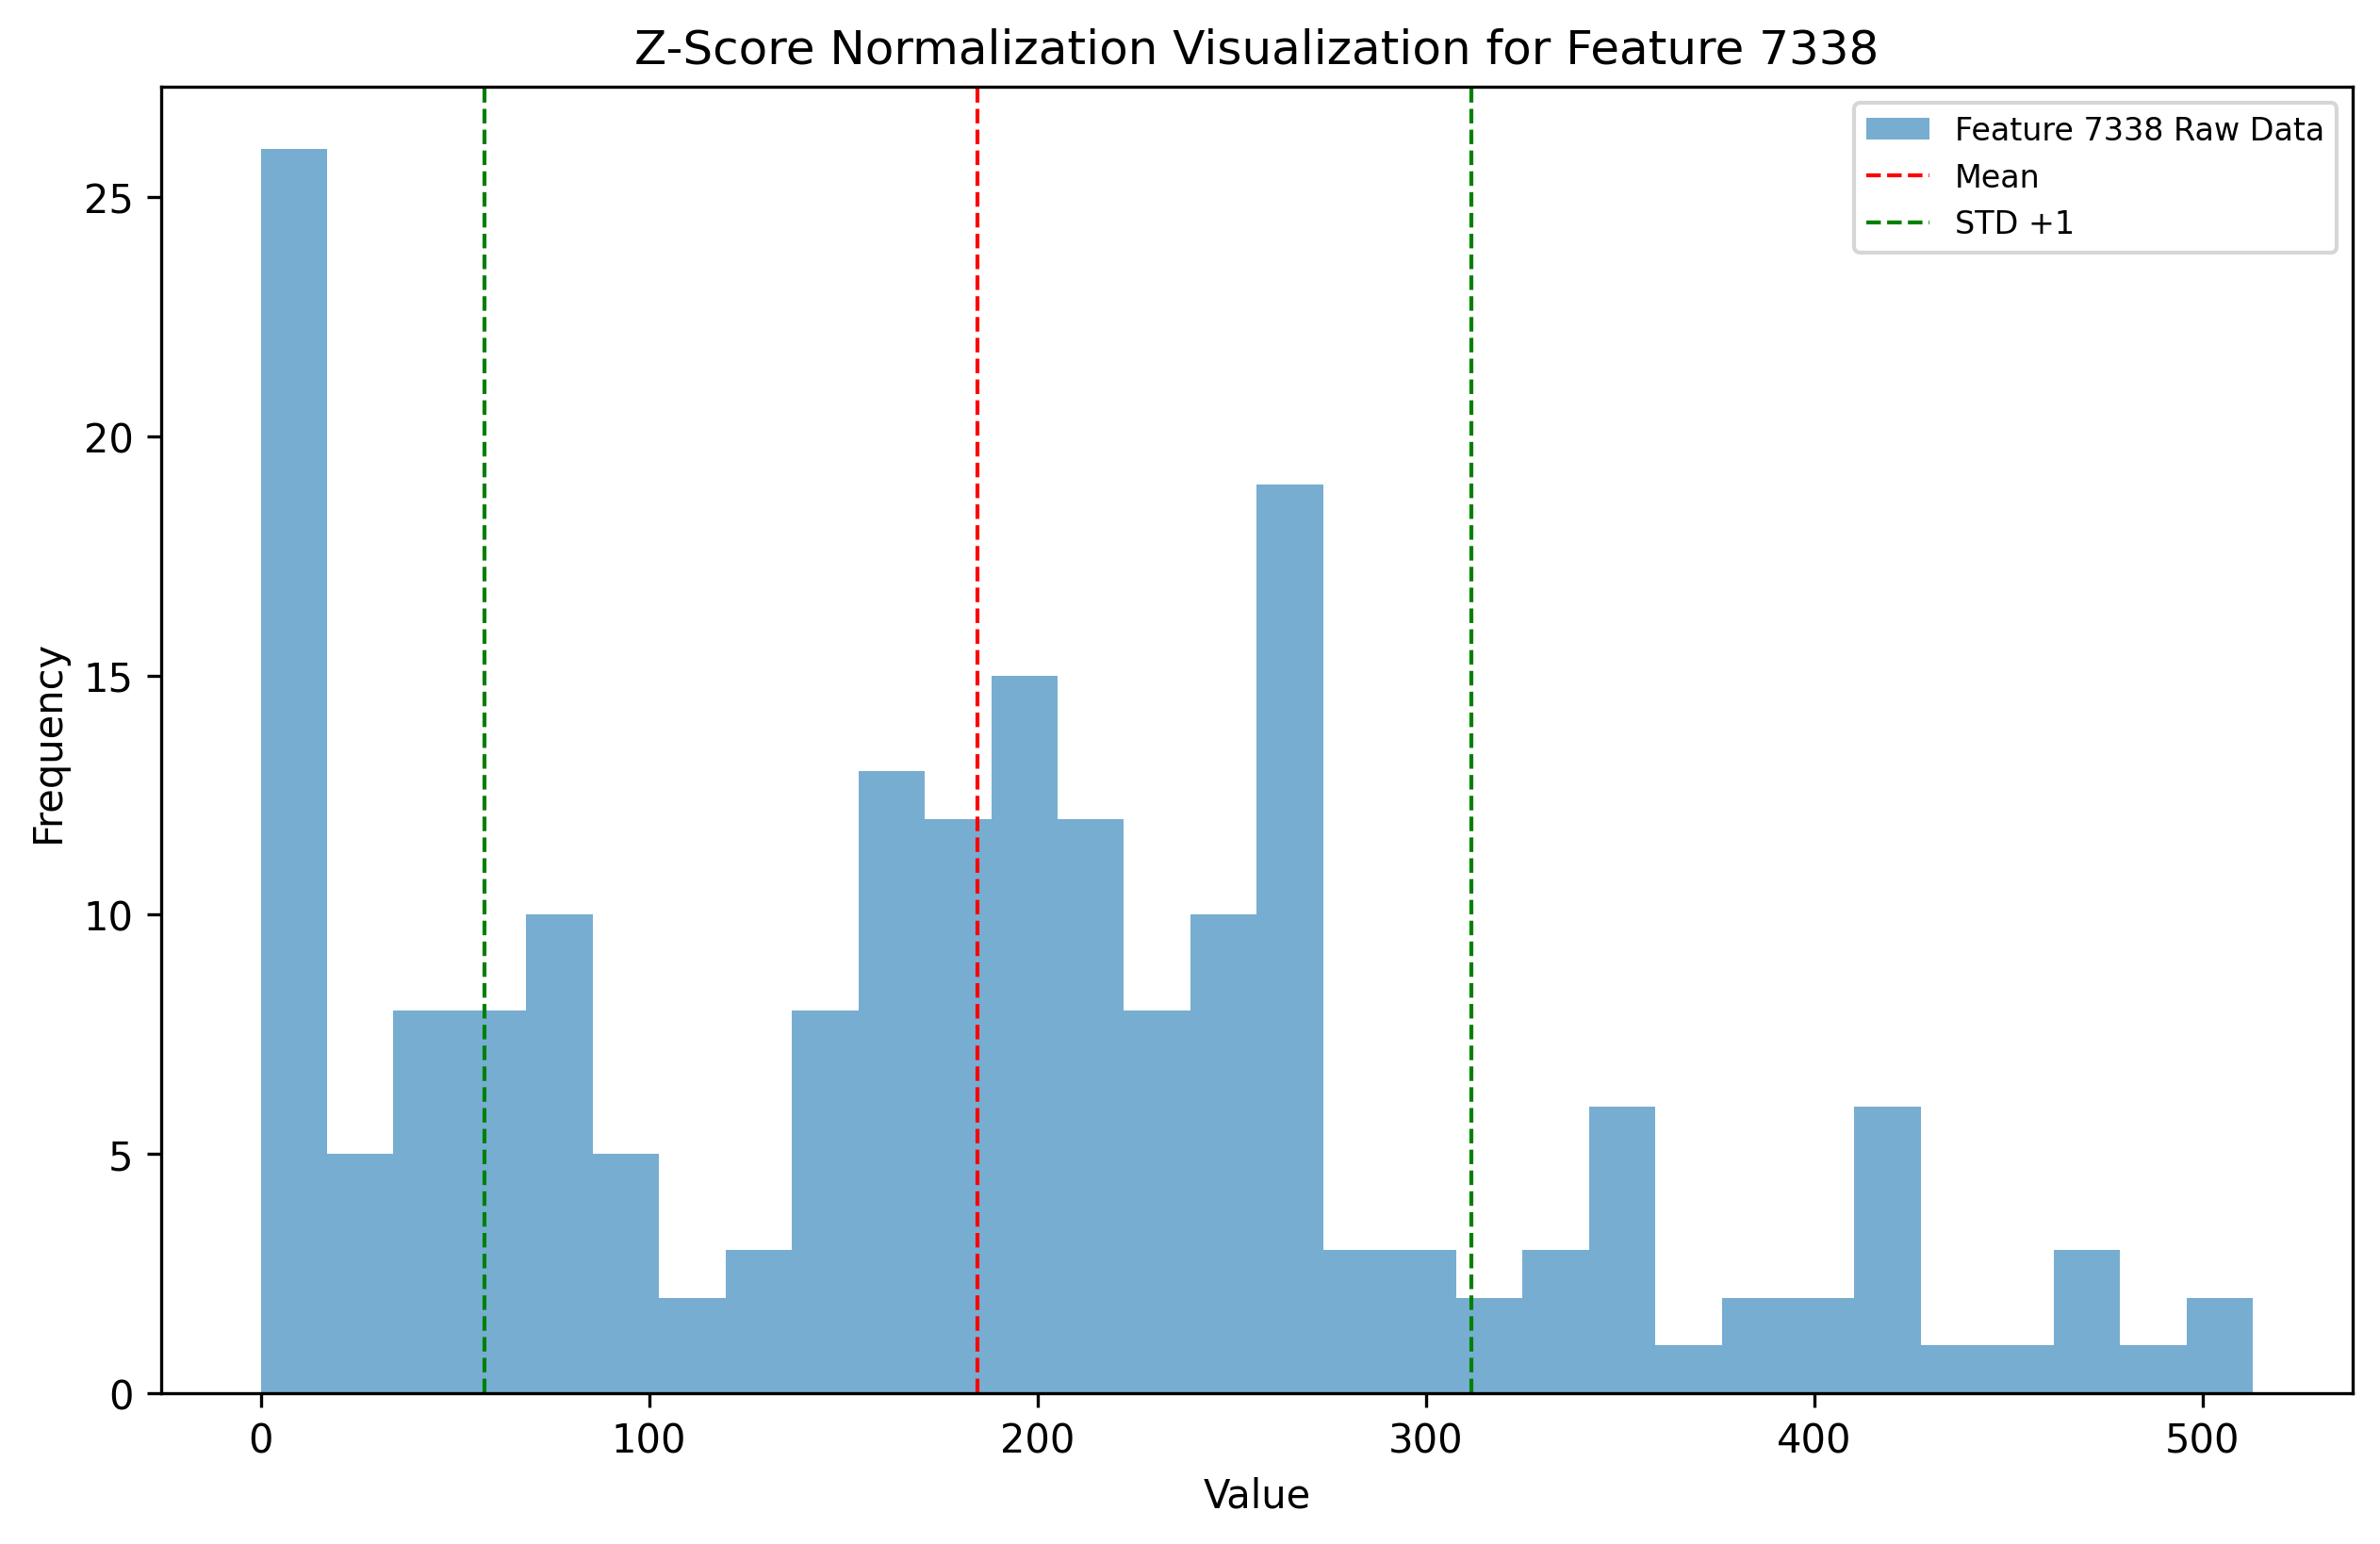 Z-Score Normalization Visualization for Feature 7338
Feature 7338 Raw Data
Mean
STD +1
Frequency
25
20
15
10
5
0
0 100 200 300 400 500
Value